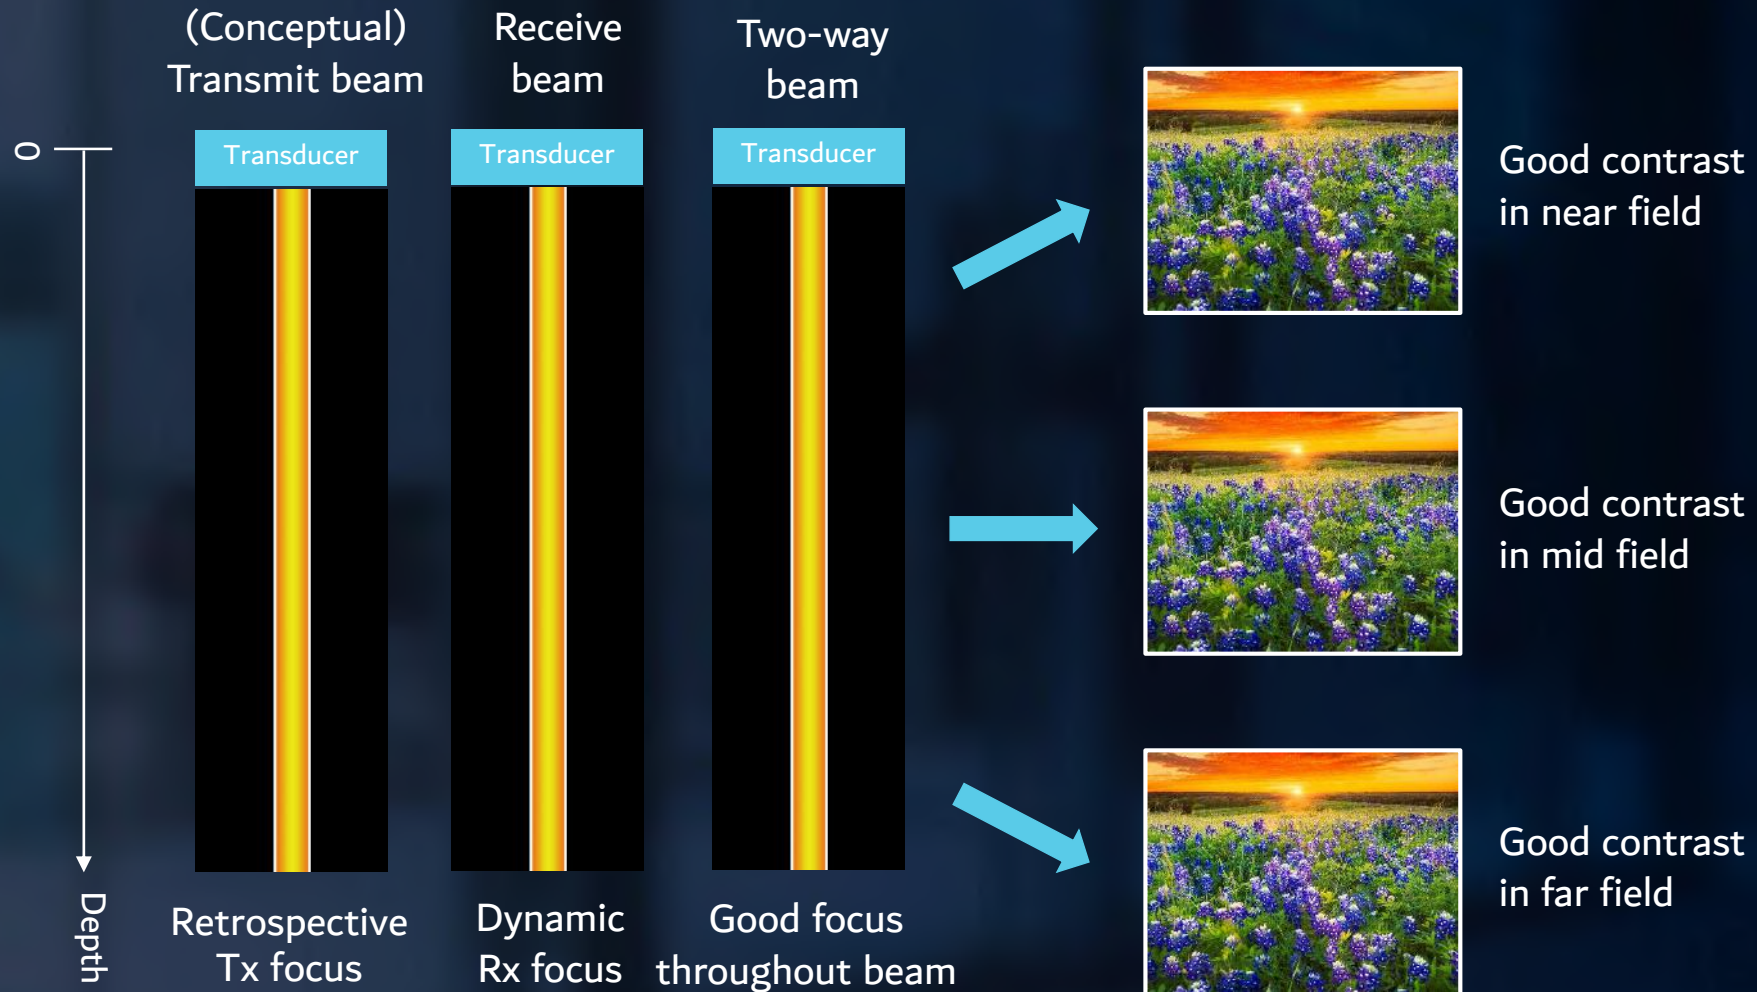 (Conceptual)
Transmit beam
Receive
beam
Two-way
beam
0
Transducer
Transducer
Transducer
Good contrast
in near field
Good contrast
in mid field
Good contrast
in far field
Depth
Retrospective
Tx focus
Dynamic
Rx focus
Good focus
throughout beam